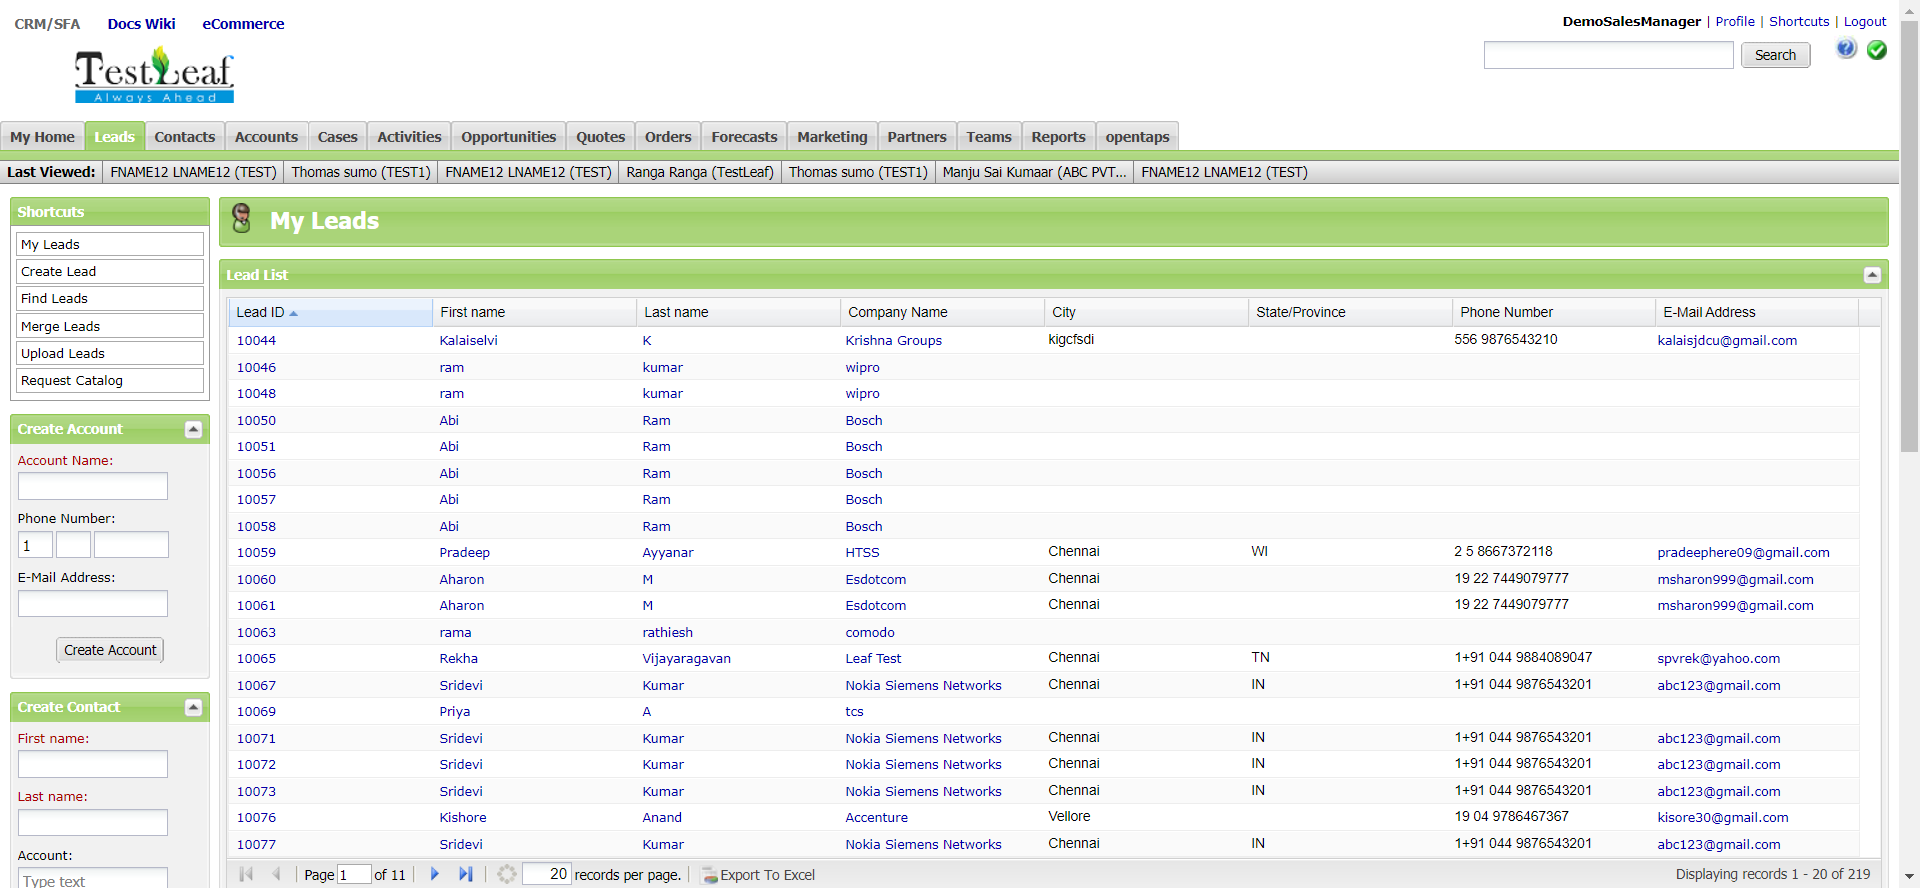 CRM/SFA Docs Wiki eCommerce
DemoSalesManager | Profile | Shortcuts | Logout
Search
TestLeaf
Always Ahead
My Home Leads Contacts Accounts Cases Activities Opportunities Quotes Orders Forecasts Marketing Partners Teams Reports opentaps
Last Viewed: FNAME12 LNAME12 (TEST) Thomas sumo (TEST1) FNAME12 LNAME12 (TEST) Ranga Ranga (TestLeaf) Thomas sumo (TEST1) Manju Sai Kumaar (ABC PVT... FNAME12 LNAME12 (TEST)
Shortcuts
My Leads
Create Lead
Find Leads
Merge Leads
Upload Leads
Request Catalog
Create Account
Account Name:
Phone Number:
1
E-Mail Address:
Create Account
Create Contact
First name:
Last name:
Account:
Type text
My Leads
Lead List
Lead ID First name Last name Company Name City State/Province Phone Number E-Mail Address
10044 Kalaiselvi K Krishna Groups kigcfsdi 556 9876543210 kalaisjdcu@gmail.com
10046 ram kumar wipro
10048 ram kumar wipro
10050 Abi Ram Bosch
10051 Abi Ram Bosch
10056 Abi Ram Bosch
10057 Abi Ram Bosch
10058 Abi Ram Bosch
10059 Pradeep Ayyanar HTSS Chennai WI 2 5 8667372118 pradeephere09@gmail.com
10060 Aharon M Esdotcom Chennai 19 22 7449079777 msharon999@gmail.com
10061 Aharon M Esdotcom Chennai 19 22 7449079777 msharon999@gmail.com
10063 rama rathiesh comodo
10065 Rekha Vijayaragavan Leaf Test Chennai TN 1+91 044 9884089047 spvrek@yahoo.com
10067 Sridevi Kumar Nokia Siemens Networks Chennai IN 1+91 044 9876543201 abc123@gmail.com
10069 Priya A tcs
10071 Sridevi Kumar Nokia Siemens Networks Chennai IN 1+91 044 9876543201 abc123@gmail.com
10072 Sridevi Kumar Nokia Siemens Networks Chennai IN 1+91 044 9876543201 abc123@gmail.com
10073 Sridevi Kumar Nokia Siemens Networks Chennai IN 1+91 044 9876543201 abc123@gmail.com
10076 Kishore Anand Accenture Vellore 19 04 9786467367 kisore30@gmail.com
10077 Sridevi Kumar Nokia Siemens Networks Chennai IN 1+91 044 9876543201 abc123@gmail.com
Page 1 of 11 20 records per page. Export To Excel Displaying records 1 - 20 of 219